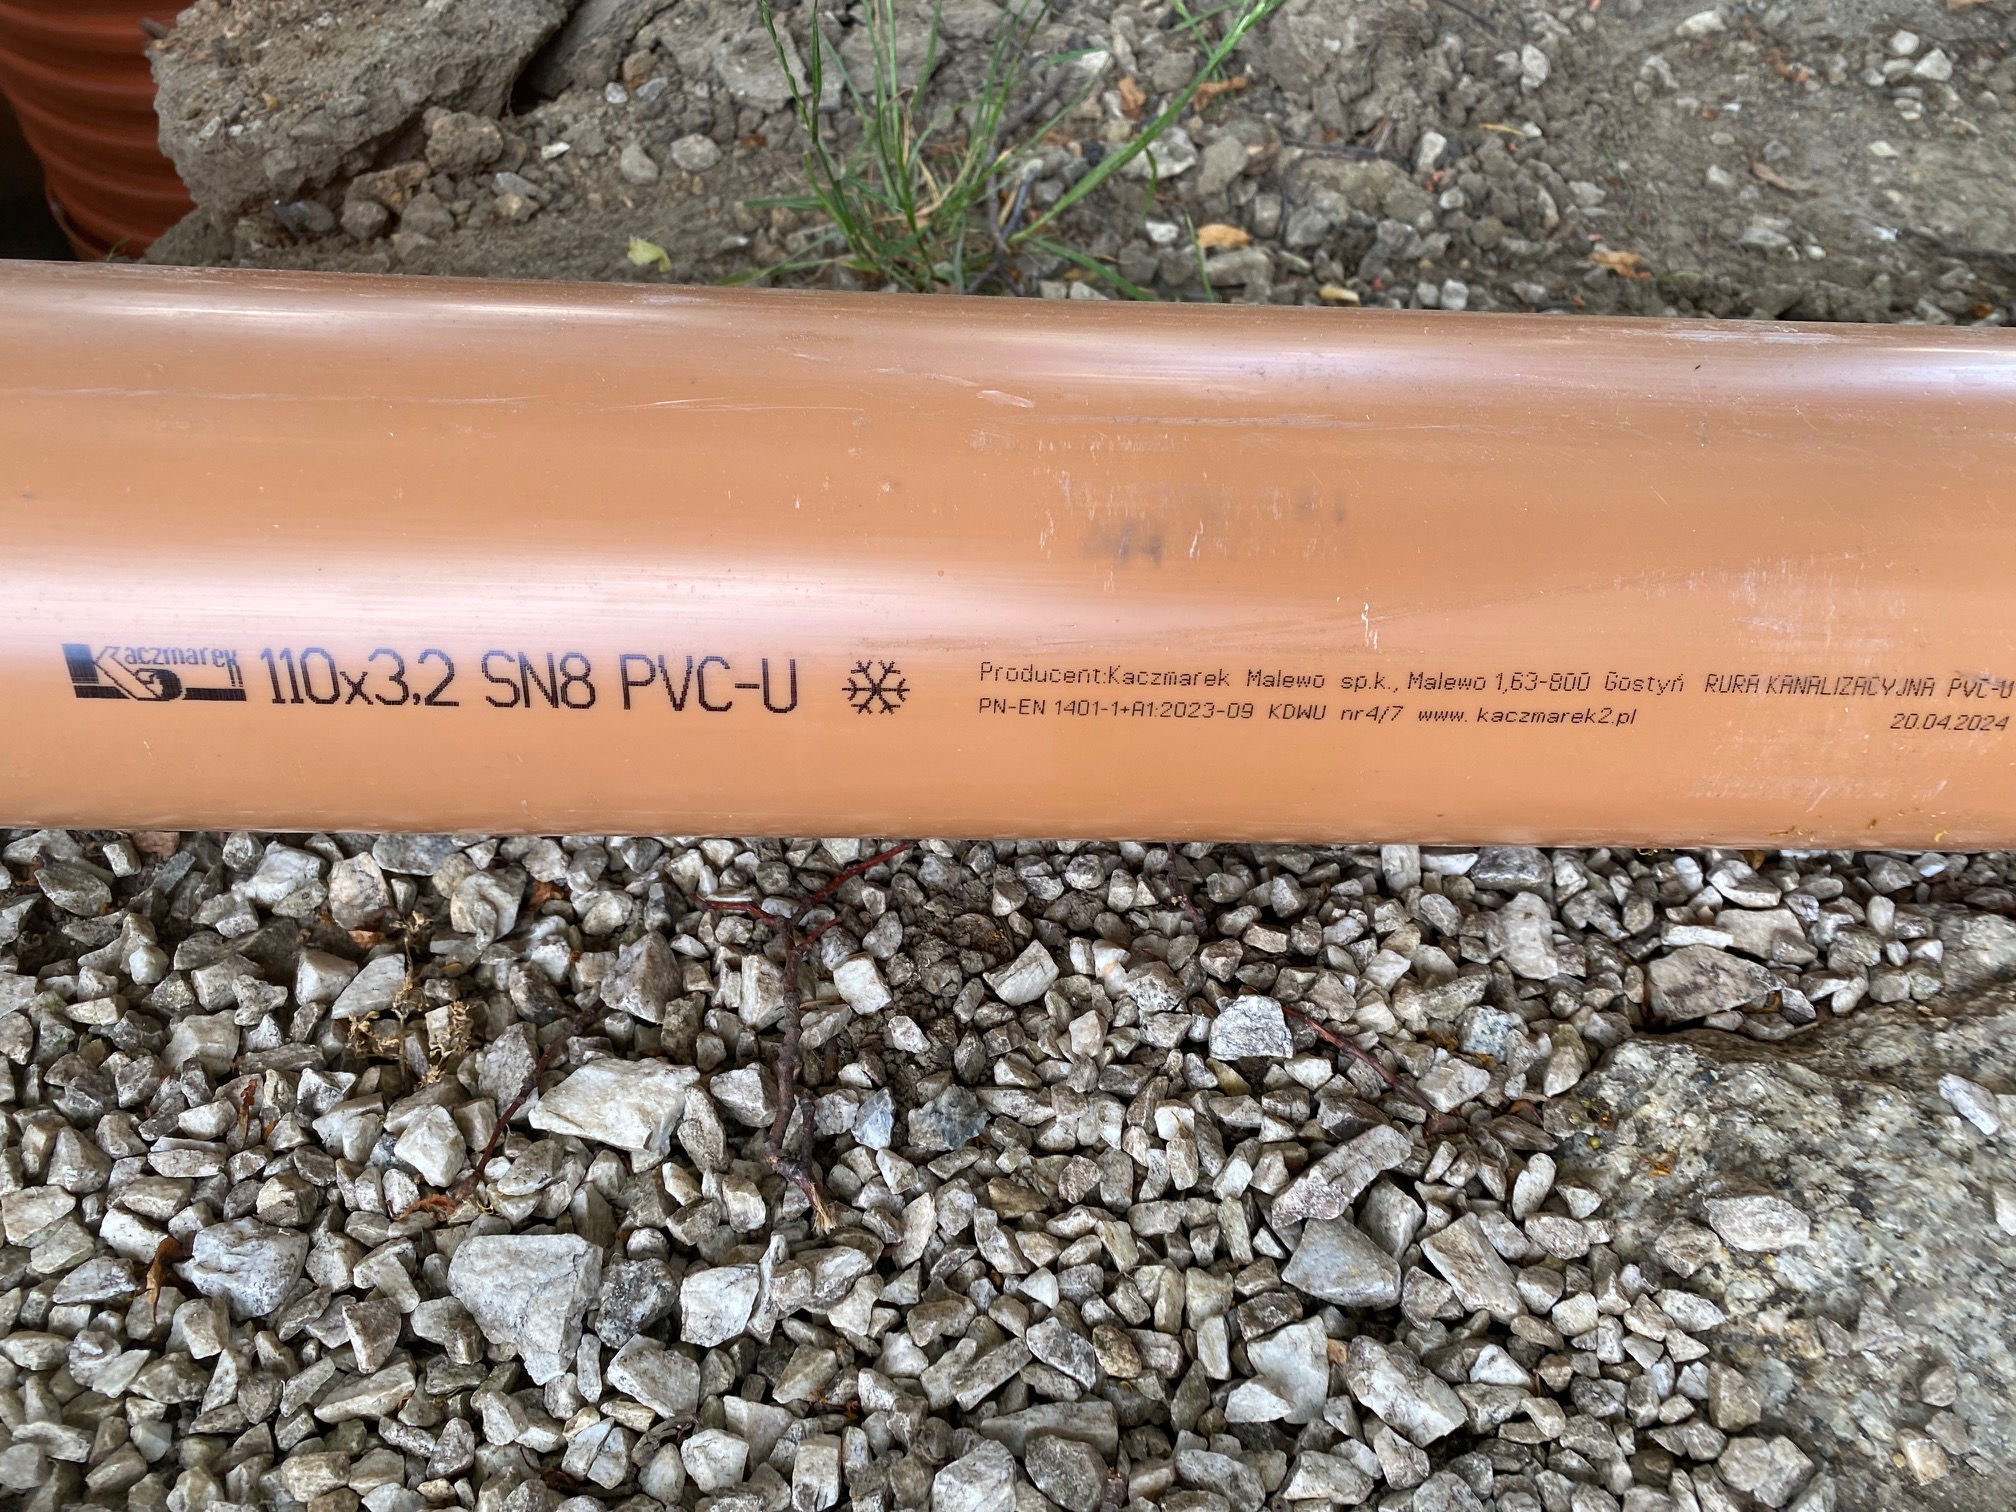 Kaczmarek 110x3,2 SN8 PVC-U
Producent:Kaczmarek Malewo sp.k., Malewo 1,63-800 Gostyń RURA KANALIZACYJNA PVC-U
PN-EN 1401-1+A1:2023-09 KDWU nr4/7 www.kaczmarek2.pl 20.04.2024